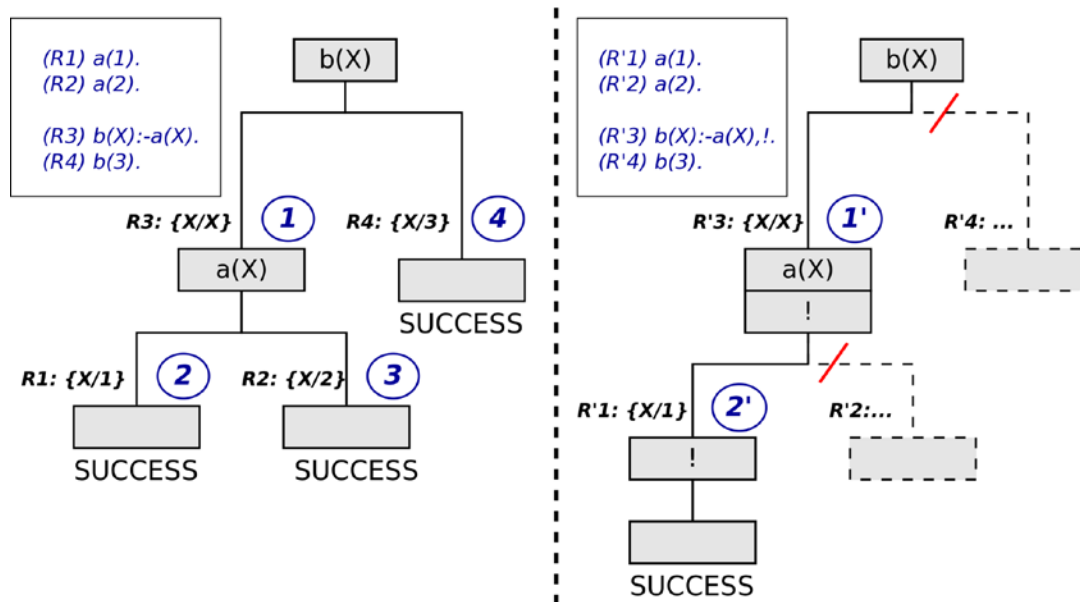 (R1) a(1).
(R2) a(2).
(R3) b(X):-a(X).
(R4) b(3).
b(X)
R3: {X/X}
1
R4: {X/3}
4
a(X)
SUCCESS
R1: {X/1}
2
R2: {X/2}
3
SUCCESS
SUCCESS
(R'1) a(1).
(R'2) a(2).
(R'3) b(X):-a(X),!.
(R'4) b(3).
b(X)
R'3: {X/X}
1'
R'4: ...
a(X)
!
R'1: {X/1}
2'
R'2:...
!
SUCCESS